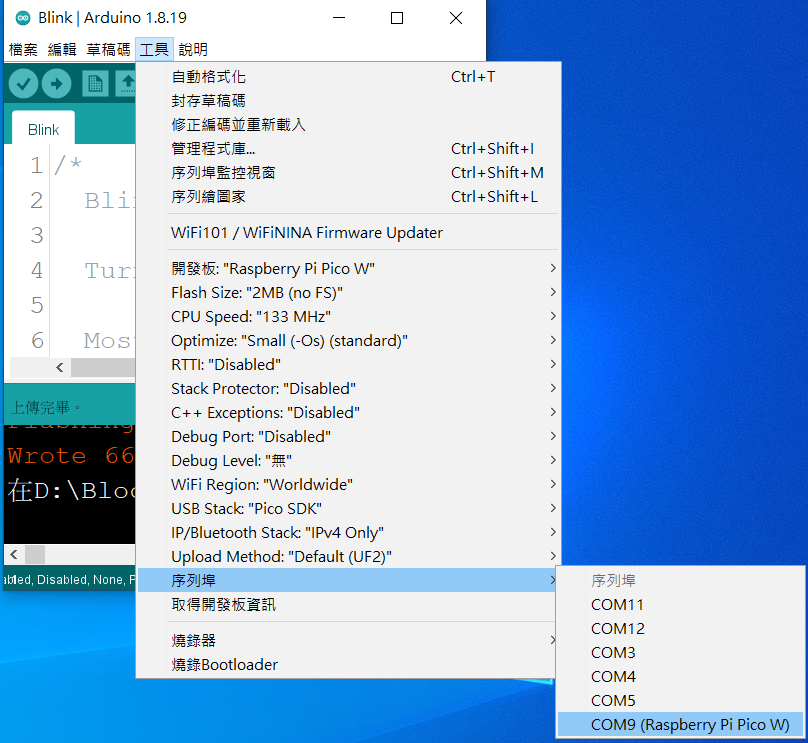 Blink | Arduino 1.8.19
檔案 編輯 草稿碼 工具 說明
Blink
1 /*
2
3
4
5
6
上傳完畢。
Wrote 66
在D:\
Disabled, None,
自動格式化 Ctrl+T
封存草稿碼
修正編碼並重新載入
管理程式庫... Ctrl+Shift+I
序列埠監控視窗 Ctrl+Shift+M
序列繪圖家 Ctrl+Shift+L
WiFi101 / WiFiNINA Firmware Updater
開發板: "Raspberry Pi Pico W"
Flash Size: "2MB (no FS)"
CPU Speed: "133 MHz"
Optimize: "Small (-Os) (standard)"
RTTI: "Disabled"
Stack Protector: "Disabled"
C++ Exceptions: "Disabled"
Debug Port: "Disabled"
Debug Level: "無"
WiFi Region: "Worldwide"
USB Stack: "Pico SDK"
IP/Bluetooth Stack: "IPv4 Only"
Upload Method: "Default (UF2)"
序列埠
取得開發板資訊
燒錄器
燒錄Bootloader
序列埠
COM11
COM12
COM3
COM4
COM5
COM9 (Raspberry Pi Pico W)